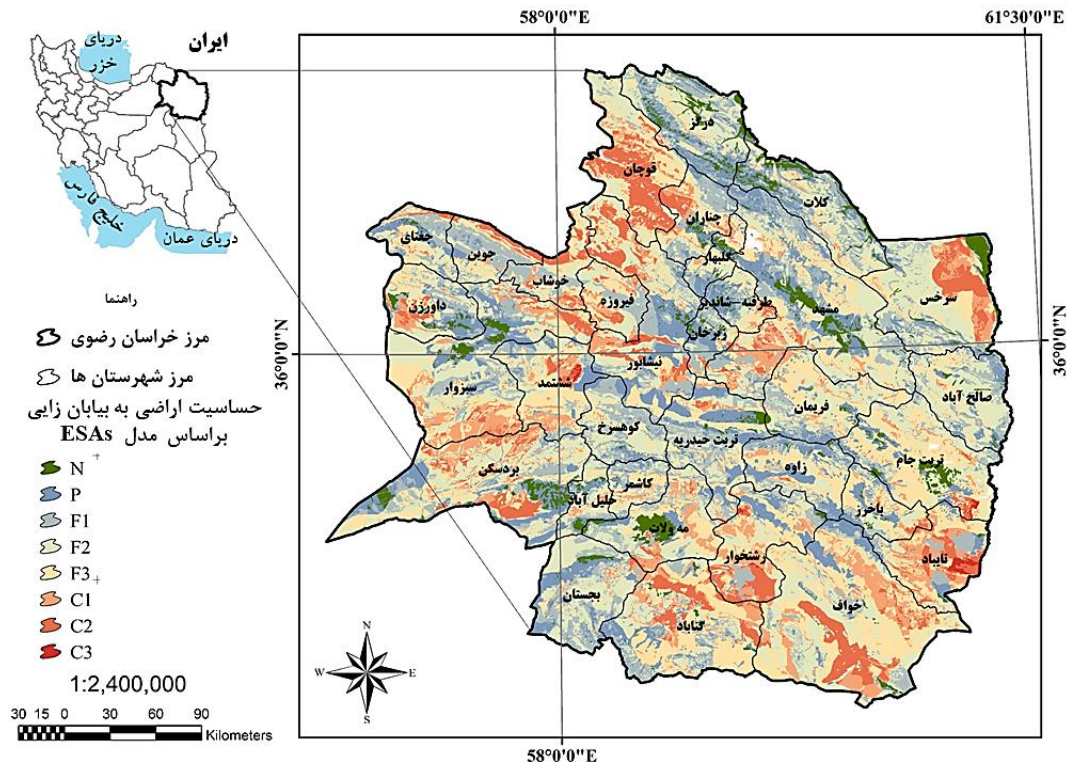 58°0'0"E
61°30'0"E
ایران
دریای
خزر
خلیج فارس
دریای عمان
راهنما
مرز خراسان رضوی
مرز شهرستان ها
حساسیت اراضی به بیابان زایی
براساس مدل ESAs
N
P
F1
F2
F3
C1
C2
C3
1:2,400,000
30 15 0 30 60 90
Kilometers
36°0'0"N
36°0'0"N
58°0'0"E
N
W E
S
درگز
قوچان
کلات
چناران
گلبهار
جغتای
جوین
خوشاب
سرخس
داورزن
فیروزه
طرقبه شاندیز
مشهد
زبرخان
نیشابور
ششتمد
سبزوار
صالح آباد
فریمان
کوهسرخ
تربت حیدریه
تربت جام
بردسکن
زاوه
کاشمر
خلیل آباد
باخرز
مه ولات
تایباد
رشتخوار
بجستان
خواف
گناباد